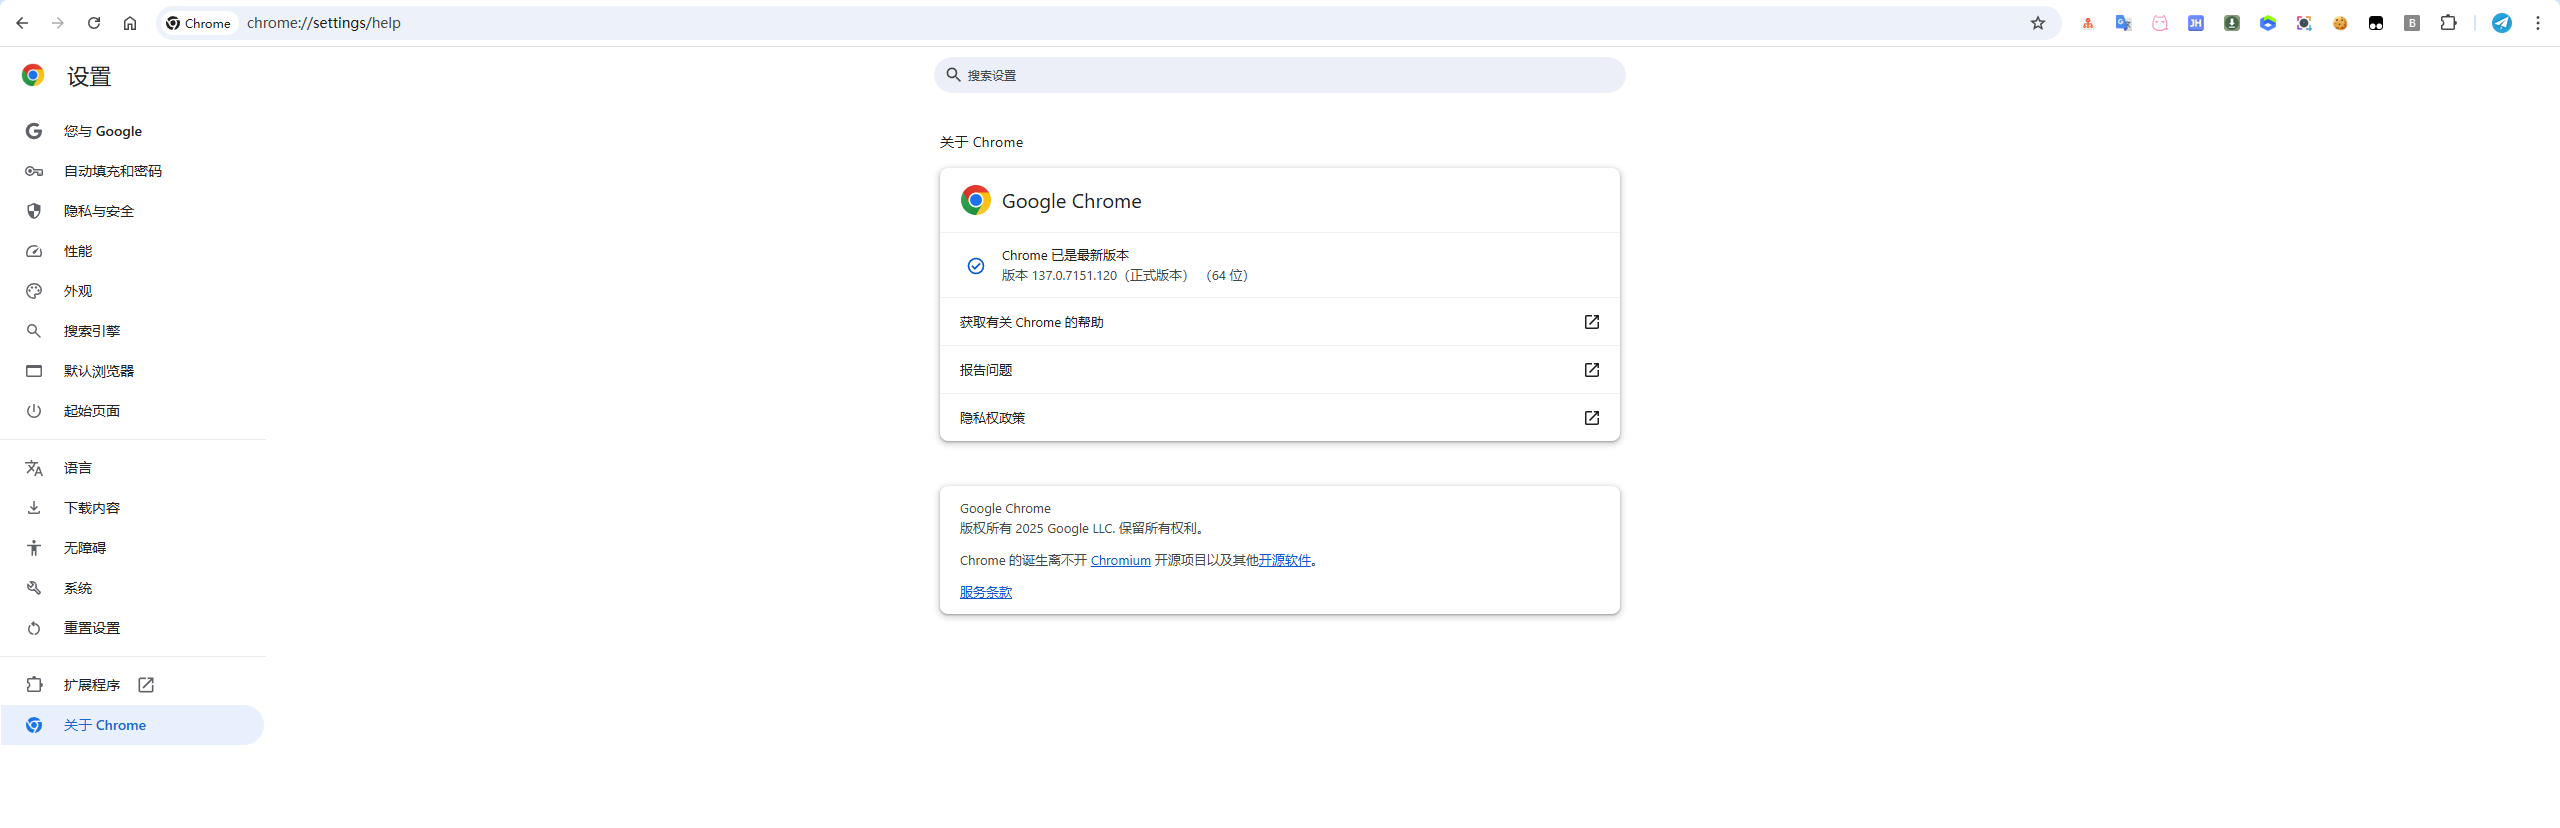 Chrome
chrome://settings/help
JH
B
设置
搜索设置
您与 Google
自动填充和密码
隐私与安全
性能
外观
搜索引擎
默认浏览器
起始页面
语言
下载内容
无障碍
系统
重置设置
扩展程序
关于 Chrome
关于 Chrome
Google Chrome
Chrome 已是最新版本
版本 137.0.7151.120（正式版本） （64 位）
获取有关 Chrome 的帮助
报告问题
隐私权政策
Google Chrome
版权所有 2025 Google LLC. 保留所有权利。
Chrome 的诞生离不开 Chromium 开源项目以及其他开源软件。
服务条款